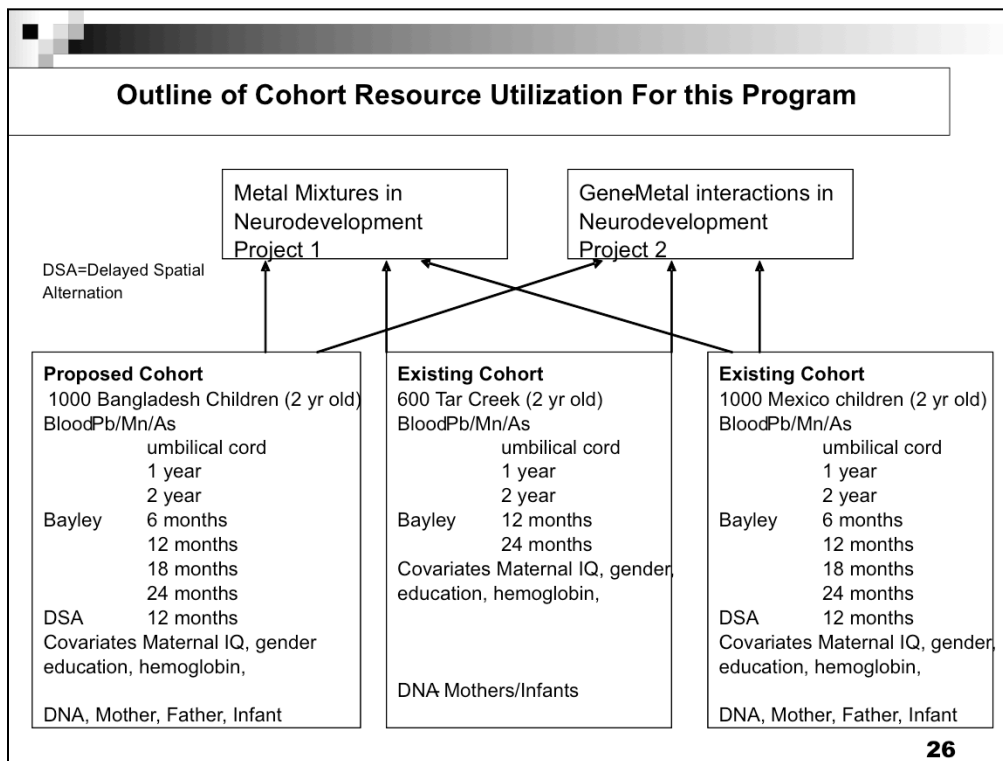 Outline of Cohort Resource Utilization For this Program
Metal Mixtures in
Neurodevelopment
Project 1
Gene-Metal interactions in
Neurodevelopment
Project 2
DSA=Delayed Spatial
Alternation
Proposed Cohort
1000 Bangladesh Children (2 yr old)
BloodPb/Mn/As
umbilical cord
1 year
2 year
Bayley 6 months
12 months
18 months
24 months
DSA 12 months
Covariates Maternal IQ, gender
education, hemoglobin,
DNA, Mother, Father, Infant
Existing Cohort
600 Tar Creek (2 yr old)
BloodPb/Mn/As
umbilical cord
1 year
2 year
Bayley 12 months
24 months
Covariates Maternal IQ, gender,
education, hemoglobin,
DNA- Mothers/Infants
Existing Cohort
1000 Mexico children (2 yr old)
BloodPb/Mn/As
umbilical cord
1 year
2 year
Bayley 6 months
12 months
18 months
24 months
DSA 12 months
Covariates Maternal IQ, gender,
education, hemoglobin,
DNA, Mother, Father, Infant
26